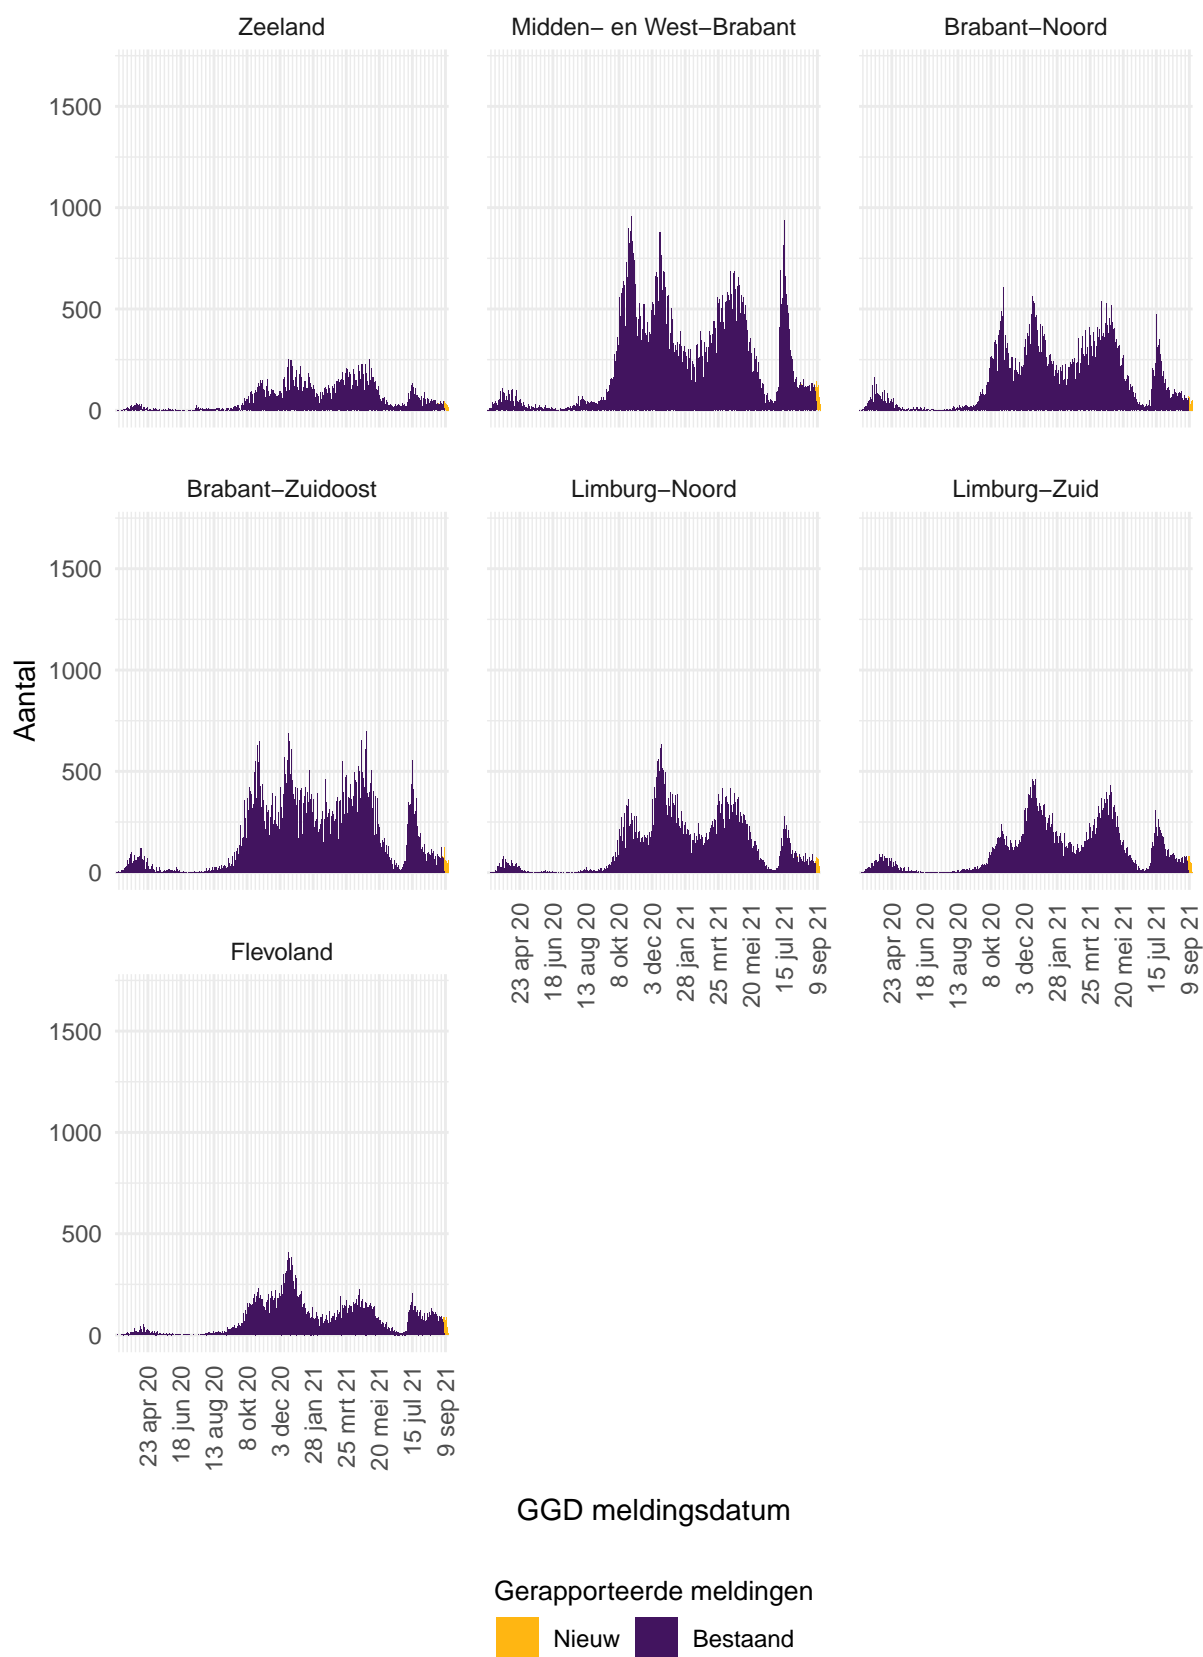 Zeeland
Midden− en West−Brabant
Brabant−Noord
1500
1000
500
0
Brabant−Zuidoost
Limburg−Noord
Limburg−Zuid
1500
1000
500
0
Aantal
23 apr 20
18 jun 20
13 aug 20
8 okt 20
3 dec 20
28 jan 21
25 mrt 21
20 mei 21
15 jul 21
9 sep 21
23 apr 20
18 jun 20
13 aug 20
8 okt 20
3 dec 20
28 jan 21
25 mrt 21
20 mei 21
15 jul 21
9 sep 21
Flevoland
1500
1000
500
0
23 apr 20
18 jun 20
13 aug 20
8 okt 20
3 dec 20
28 jan 21
25 mrt 21
20 mei 21
15 jul 21
9 sep 21
GGD meldingsdatum
Gerapporteerde meldingen
Nieuw
Bestaand